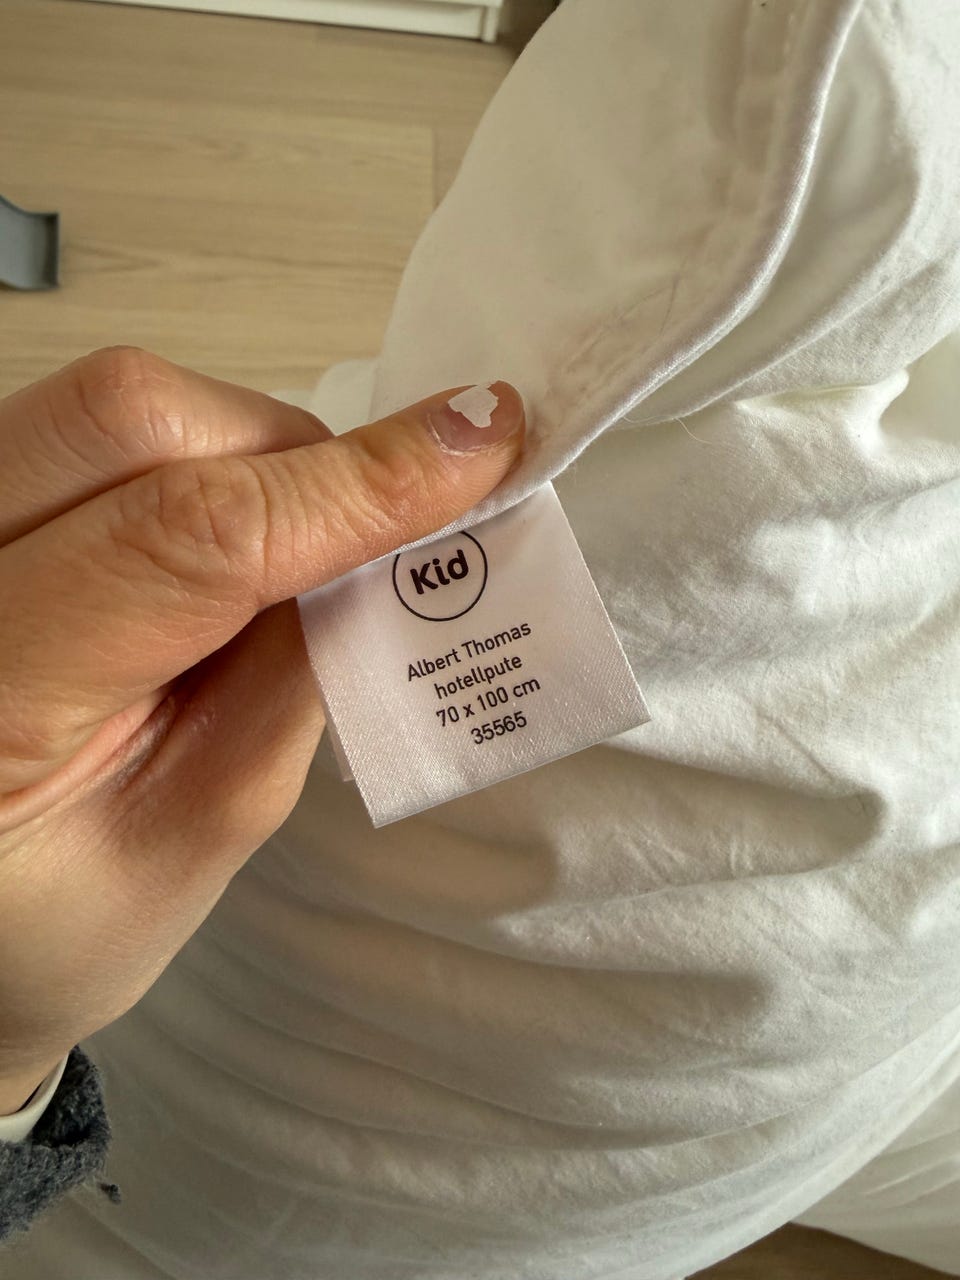 Kid
Albert Thomas
hotellpute
70 x 100 cm
35565